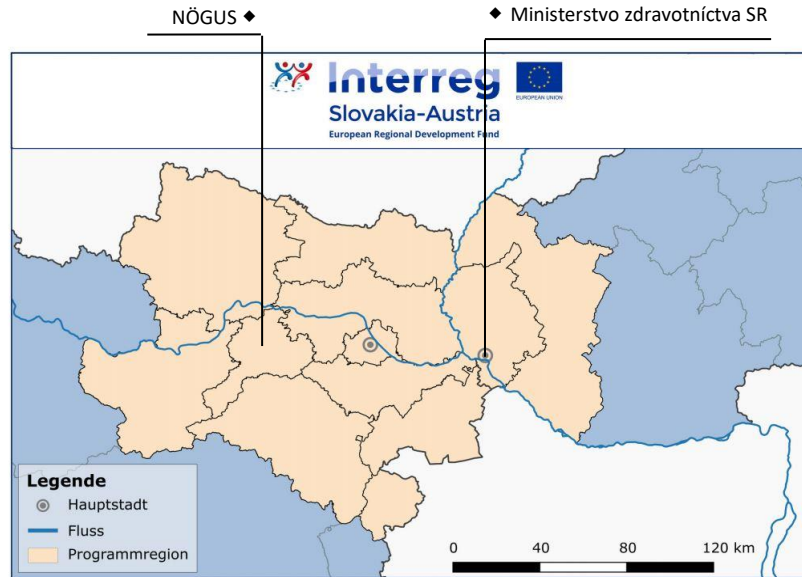 NÖGUS ◆
◆ Ministerstvo zdravotníctva SR
Interreg
EUROPEAN UNION
Slovakia-Austria
European Regional Development Fund
Legende
Hauptstadt
Fluss
Programmregion
0 40 80 120 km